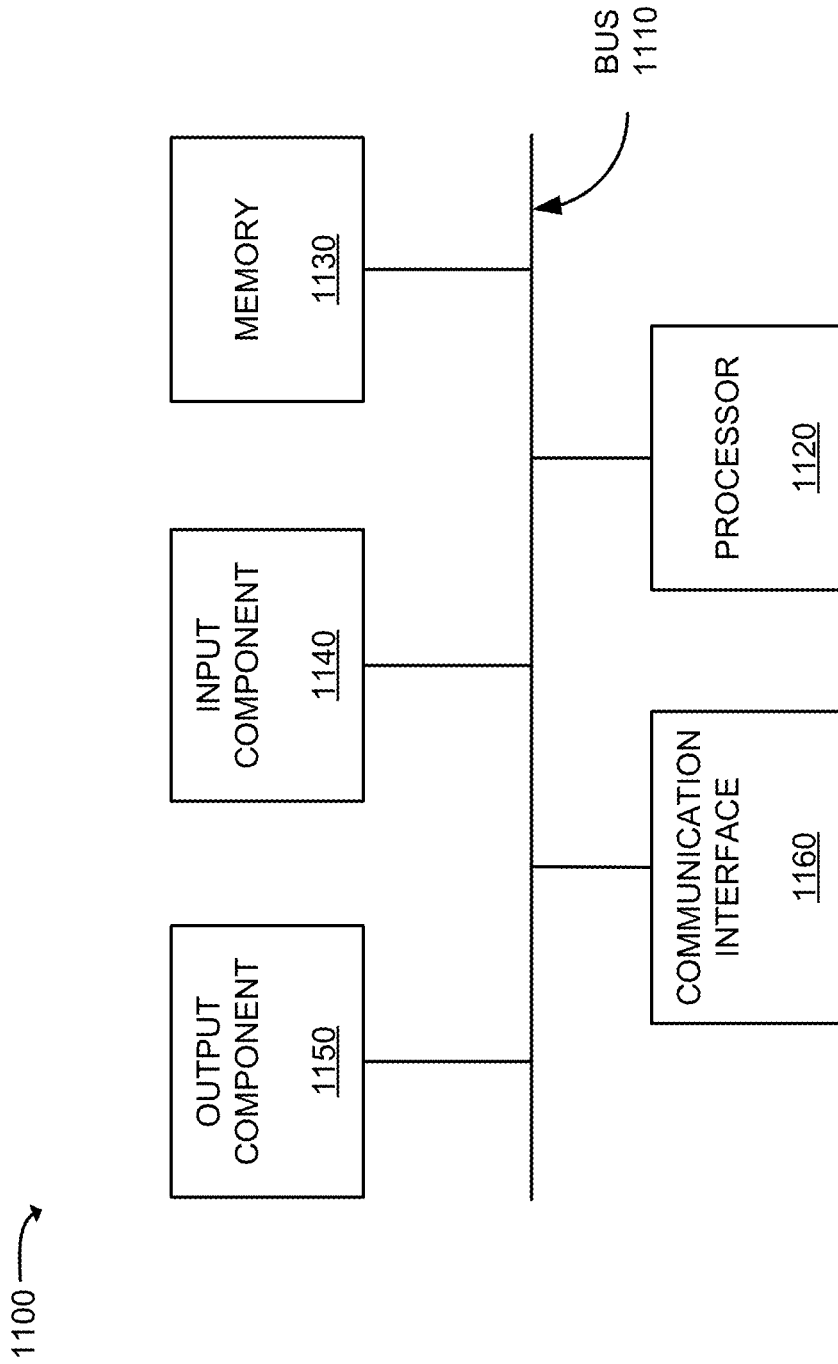 1100
OUTPUT
COMPONENT
1150
INPUT
COMPONENT
1140
MEMORY
1130
BUS
1110
COMMUNICATION
INTERFACE
1160
PROCESSOR
1120